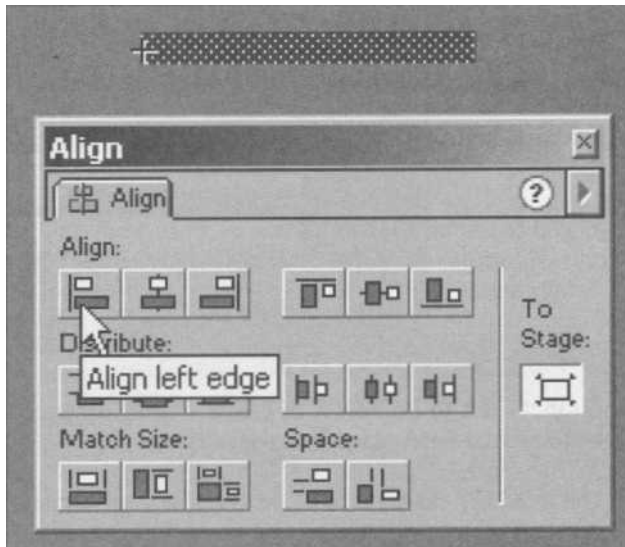 Align
Align
?
Align:
To
Stage:
Distribute:
Align left edge
Match Size:
Space: